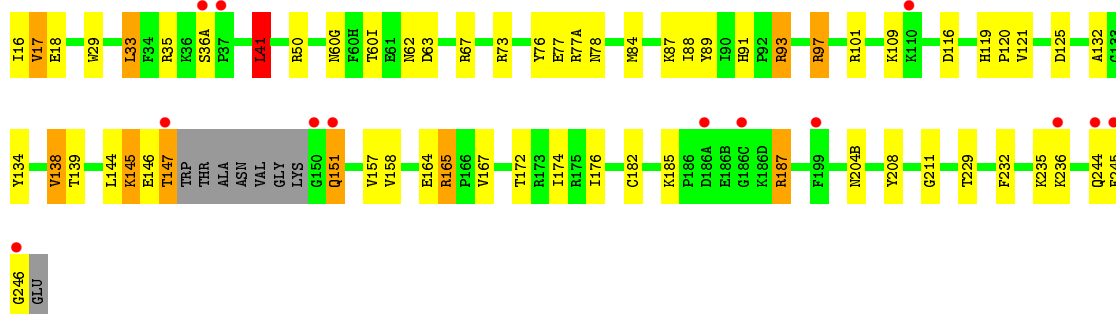 I16 V17 E18 W29 L33 F34 R35 K36 S36A P37 L41 R50 N60G F60H T60I E61 N62 D63 R67 R73 Y76 E77 R77A N78 M84 K87 I88 Y89 I90 H91 P92 R93 R97 R101 K109 K110 D116 H119 P120 V121 D125 A132 G133
Y134 V138 T139 L144 K145 E146 T147 TRP THR ALA ASN VAL GLY LYS G150 Q151 V157 V158 E164 R165 P166 V167 T172 R173 I174 R175 I176 C182 K185 P186 D186A E186B G186C K186D R187 F199 N204B Y208 G211 T229 F232 K235 K236 Q244 F245
G246 GLU